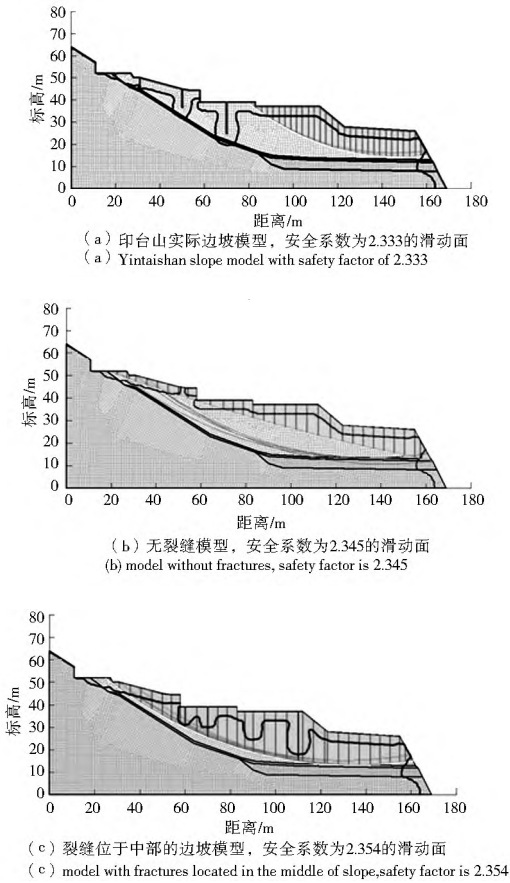 80
70
60
50
40
30
20
10
0
标高/m
0 20 40 60 80 100 120 140 160 180
距离/m
（a）印台山实际边坡模型，安全系数为2.333的滑动面
（a）Yintaishan slope model with safety factor of 2.333
80
70
60
50
40
30
20
10
0
标高/m
0 20 40 60 80 100 120 140 160 180
距离/m
（b）无裂缝模型，安全系数为2.345的滑动面
(b) model without fractures, safety factor is 2.345
80
70
60
50
40
30
20
10
0
标高/m
0 20 40 60 80 100 120 140 160 180
距离/m
（c）裂缝位于中部的边坡模型，安全系数为2.354的滑动面
（c）model with fractures located in the middle of slope,safety factor is 2.354